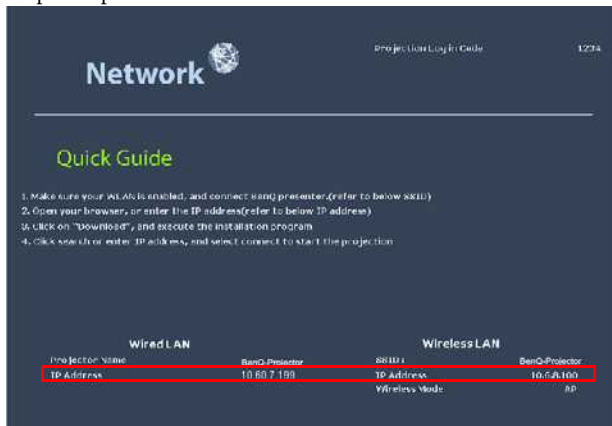 Projection Log in Code 1234
Network
Quick Guide
1. Make sure your WLAN is enabled, and connect BenQ presenter.(refer to below SSID)
2. Open your browser, or enter the IP address(refer to below IP address)
3. Click on "Download", and execute the installation program
4. Click search or enter IP address, and select connect to start the projection
Wired LAN Wireless LAN
Projector Name BenQ-Projector SSID: BenQ-Projector
IP Address 10.60.7.199 IP Address 10.6.8.100
Wireless Mode AP